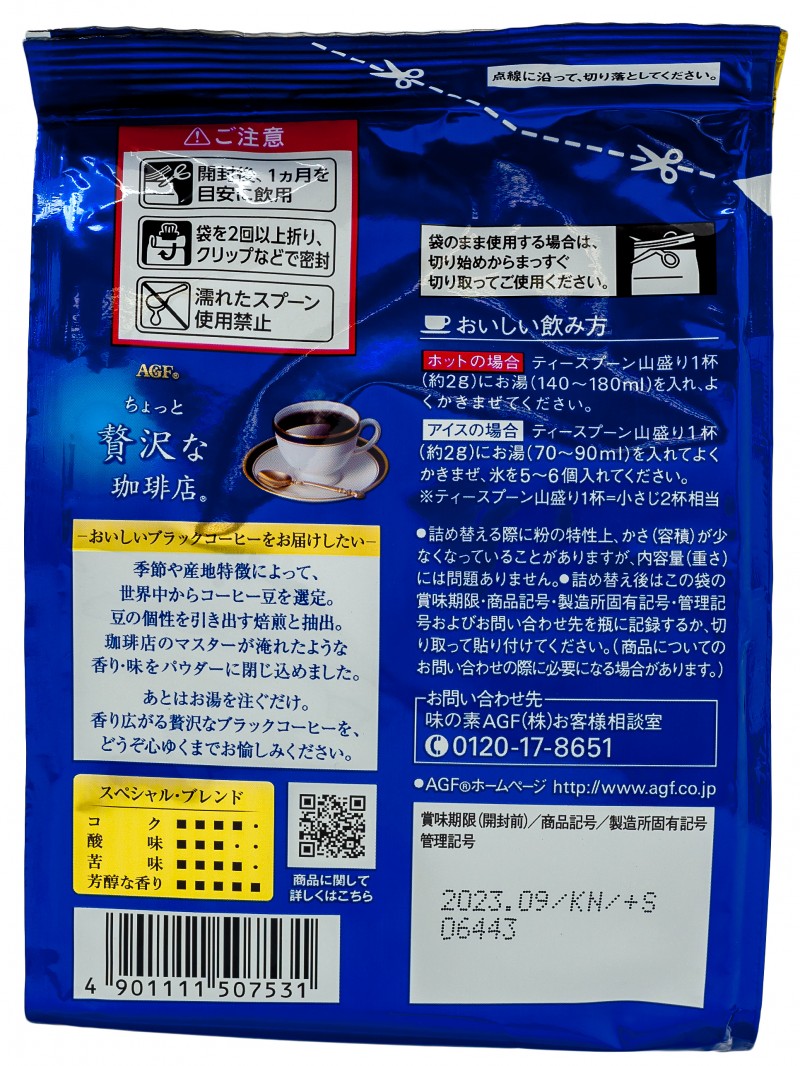 点線に沿って、切り落としてください。
ご注意
開封後、1ヵ月を
目安に飲用
袋を2回以上折り、
クリップなどで密封
濡れたスプーン
使用禁止
袋のまま使用する場合は、
切り始めからまっすぐ
切り取ってご使用ください。
おいしい飲み方
ホットの場合 ティースプーン山盛り1杯
(約2g)にお湯(140〜180ml)を入れ、よ
くかきまぜてください。
アイスの場合 ティースプーン山盛り1杯
(約2g)にお湯(70〜90ml)を入れてよく
かきまぜ、氷を5〜6個入れてください。
※ティースプーン山盛り1杯=小さじ2杯相当
AGF®
ちょっと
贅沢な
珈琲店®
−おいしいブラックコーヒーをお届けしたい−
季節や産地特徴によって、
世界中からコーヒー豆を選定。
豆の個性を引き出す焙煎と抽出。
珈琲店のマスターが淹れたような
香り・味をパウダーに閉じ込めました。
あとはお湯を注ぐだけ。
香り広がる贅沢なブラックコーヒーを、
どうぞ心ゆくまでお愉しみください。
●詰め替える際に粉の特性上、かさ(容積)が少
なくなっていることがありますが、内容量(重さ)
には問題ありません。●詰め替え後はこの袋の
賞味期限・商品記号・製造所固有記号・管理記
号およびお問い合わせ先を瓶に記録するか、切
り取って貼り付けてください。(商品についての
お問い合わせの際に必要になる場合があります。)
お問い合わせ先
味の素AGF(株)お客様相談室
0120-17-8651
●AGF®ホームページ http://www.agf.co.jp
スペシャル・ブレンド
コク ■■■■・
酸味 ■■■・・
苦味 ■■■■・
芳醇な香り ■■■■■
商品に関して
詳しくはこちら
賞味期限(開封前)/商品記号/製造所固有記号
管理記号
2023.09/KN/+S
06443
4 901111 507531